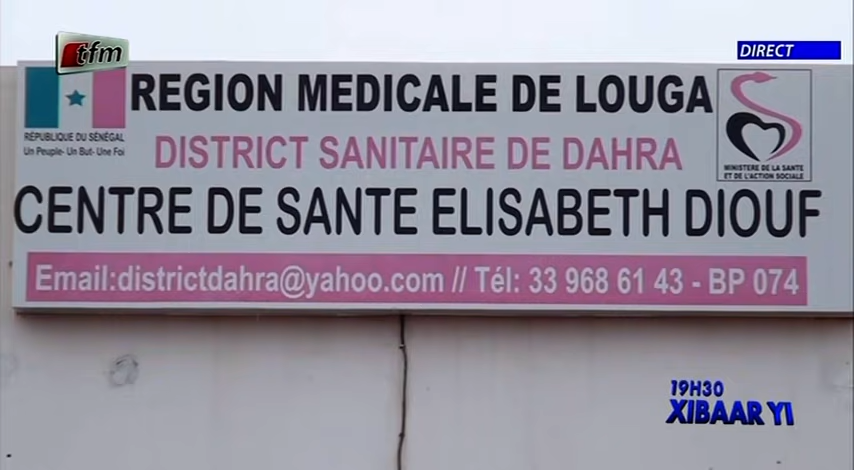 tfm
DIRECT
REGION MEDICALE DE LOUGA
RÉPUBLIQUE DU SÉNÉGAL
Un Peuple- Un But- Une Foi
DISTRICT SANITAIRE DE DAHRA
MINISTERE DE LA SANTE
ET DE L'ACTION SOCIALE
CENTRE DE SANTE ELISABETH DIOUF
Email:districtdahra@yahoo.com // Tél: 33 968 61 43 - BP 074
19H30
XIBAAR YI